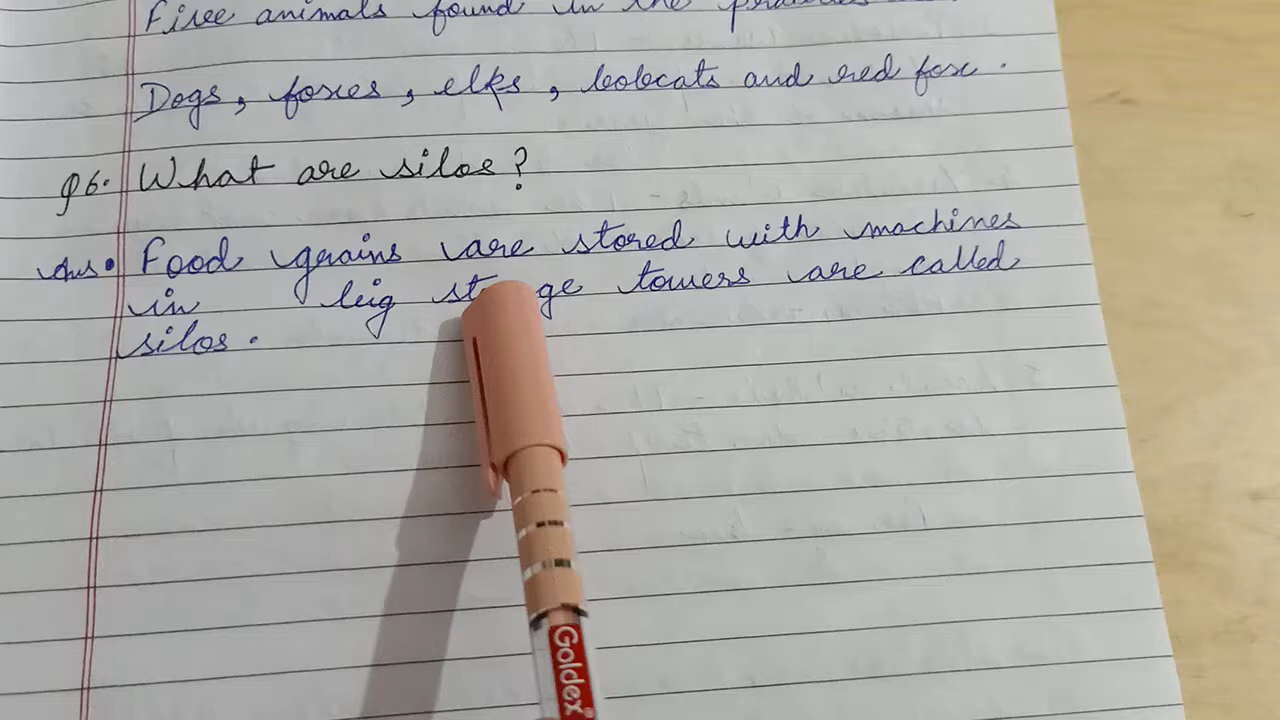 Five animals found in the
Dogs, foxes, elks, bobcats and red fox.
Q6. What are silos?
Ans. Food grains are stored with machines
in big towers are called
silos.
Goldex